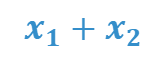 x₁ + x₂